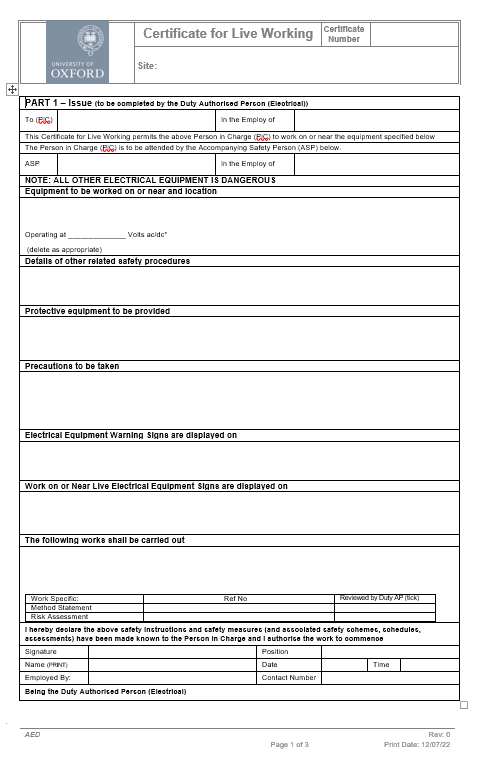 Certificate for Live Working
Certificate Number
UNIVERSITY OF
OXFORD
Site:
PART 1 – ISSUE (to be completed by the Duty Authorised Person (Electrical))
To (PIC)
In the Employ of
This Certificate for Live Working permits the above Person in Charge (PIC) to work on or near the equipment specified below
The Person in Charge (PIC) is to be attended by the Accompanying Safety Person (ASP) below.
ASP
In the Employ of
NOTE: ALL OTHER ELECTRICAL EQUIPMENT IS DANGEROUS
Equipment to be worked on or near and location
Operating at _______________ Volts ac/dc*
(delete as appropriate)
Details of other related safety procedures
Protective equipment to be provided
Precautions to be taken
Electrical Equipment Warning Signs are displayed on
Work on or Near Live Electrical Equipment Signs are displayed on
The following works shall be carried out
Work Specific:
Ref No
Reviewed by Duty AP (tick)
Method Statement
Risk Assessment
I hereby declare the above safety instructions and safety measures (and associated safety schemes, schedules,
assessments) have been made known to the Person in Charge and I authorise the work to commence
Signature
Position
Name (PRINT)
Date
Time
Employed By:
Contact Number
Being the Duty Authorised Person (Electrical)
AED
Rev: 0
Page 1 of 3
Print Date: 12/07/22